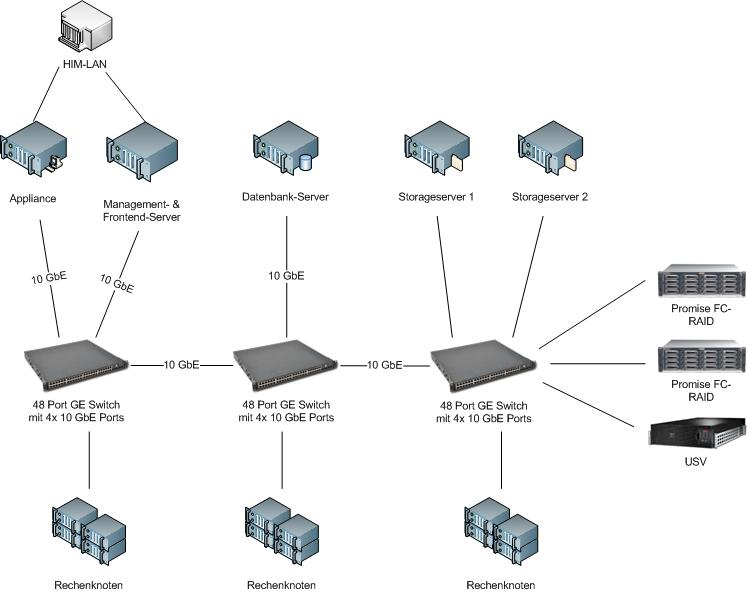 HIM-LAN
Appliance
Management- &
Frontend-Server
Datenbank-Server
Storageserver 1
Storageserver 2
10 GbE
10 GbE
10 GbE
Promise FC-
RAID
10 GbE
10 GbE
Promise FC-
RAID
48 Port GE Switch
mit 4x 10 GbE Ports
48 Port GE Switch
mit 4x 10 GbE Ports
48 Port GE Switch
mit 4x 10 GbE Ports
USV
Rechenknoten
Rechenknoten
Rechenknoten